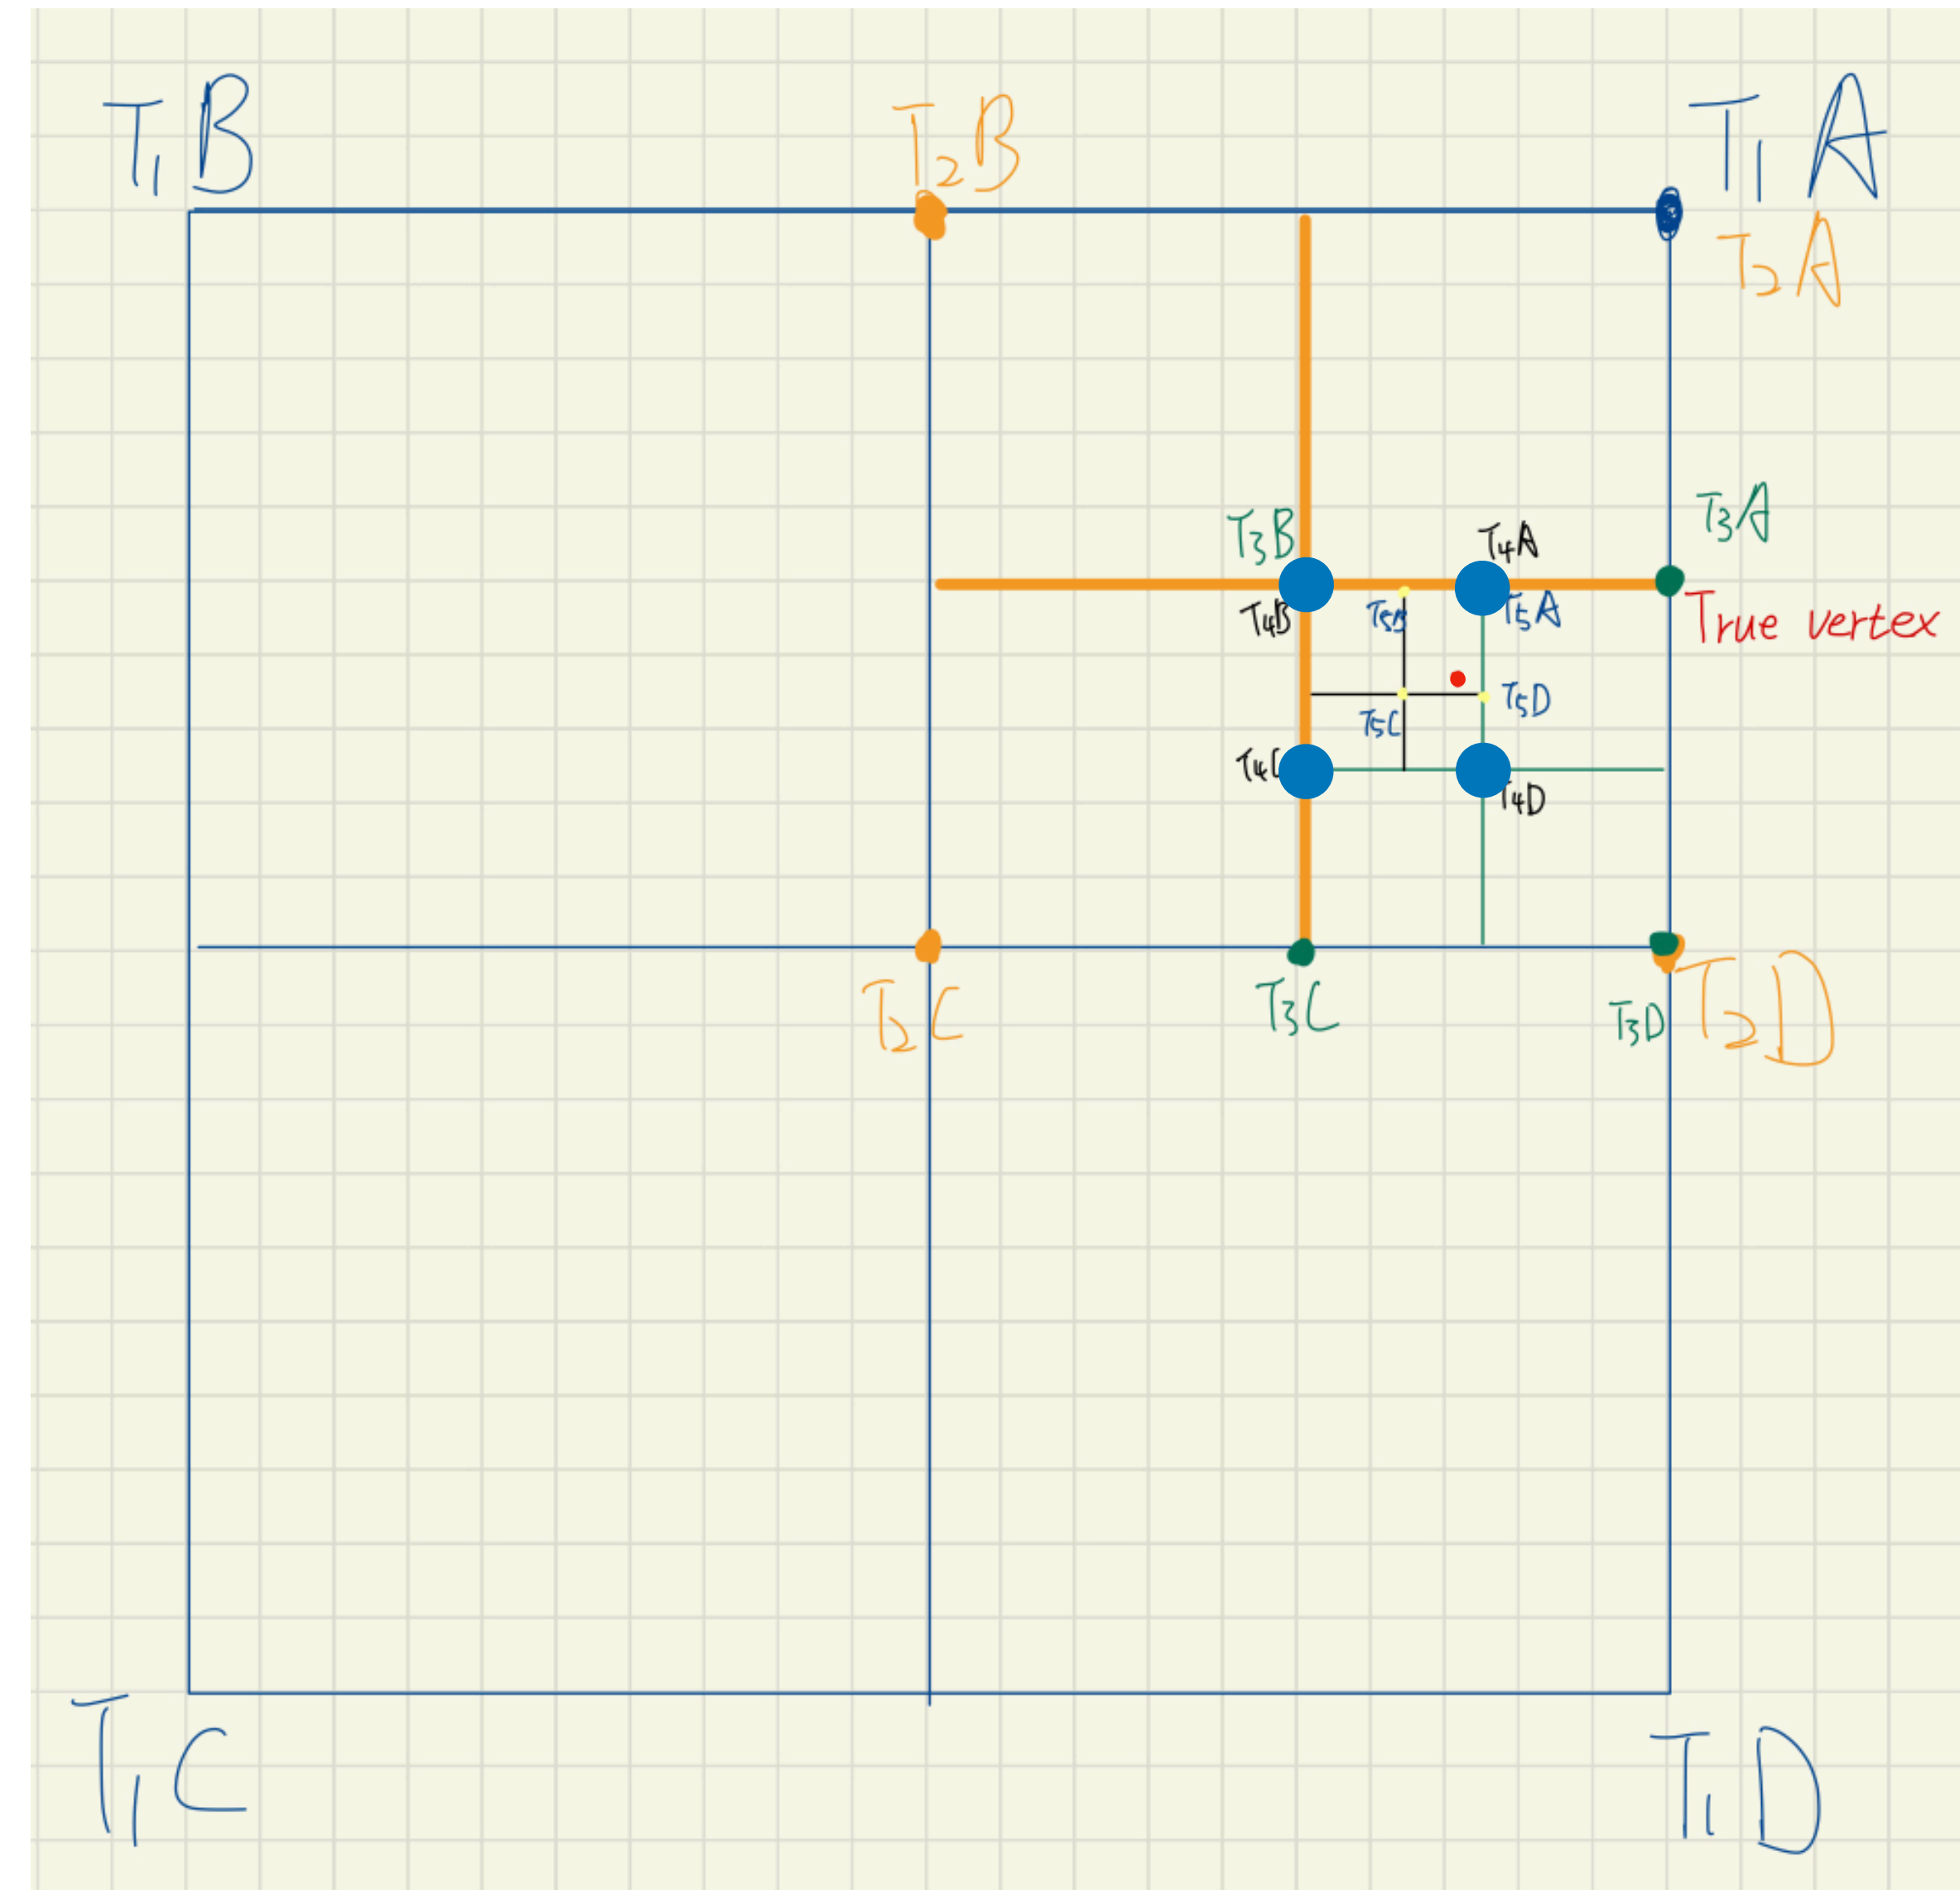 T₁B
T₂B
T₁A
T₂A
T₃A
T₃B
T₄A
T₄B
T₅B
T₅A
True vertex
T₅D
T₅C
T₄C
T₄D
T₂C
T₃C
T₃D
T₂D
T₁C
T₁D